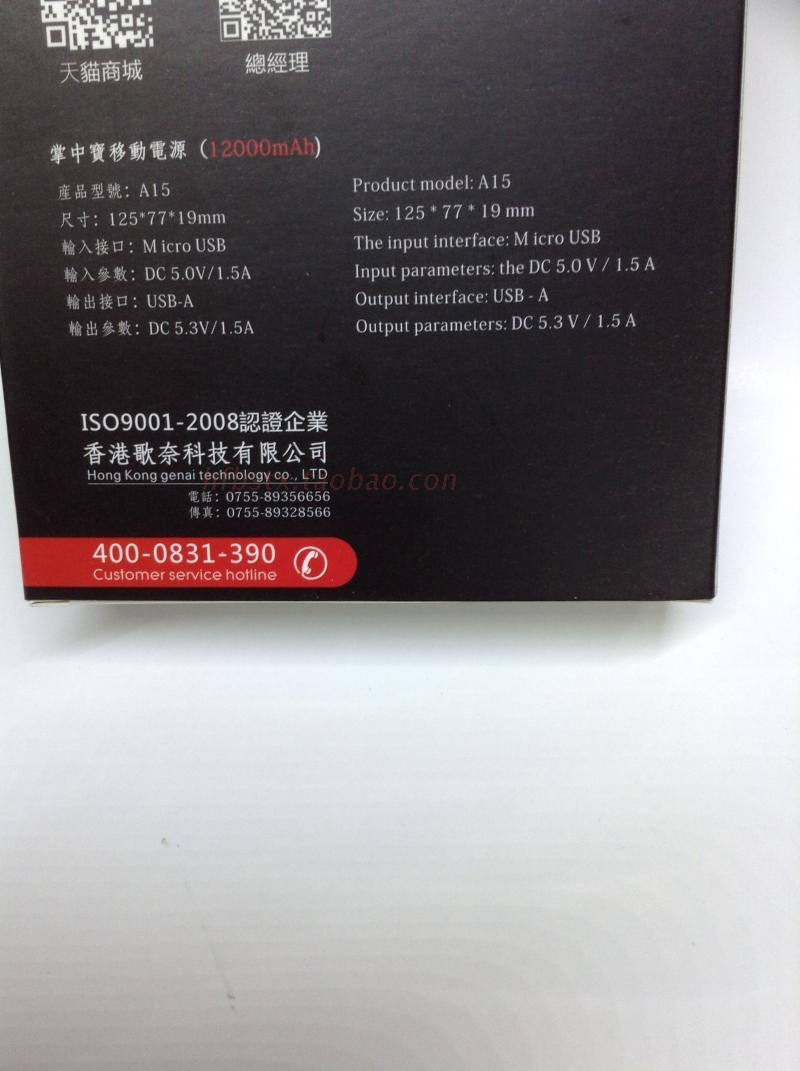 天貓商城
總經理
掌中寶移動電源（12000mAh)
産品型號：A15
尺寸：125*77*19mm
輸入接口：Micro USB
輸入參數：DC 5.0V/1.5A
輸出接口：USB-A
輸出參數：DC 5.3V/1.5A
Product model: A15
Size: 125 * 77 * 19 mm
The input interface: Micro USB
Input parameters: the DC 5.0 V / 1.5 A
Output interface: USB - A
Output parameters: DC 5.3 V / 1.5 A
ISO9001-2008認證企業
香港歌奈科技有限公司
Hong Kong genai technology co., LTD
電話：0755-89356656
傳真：0755-89328566
400-0831-390
Customer service hotline